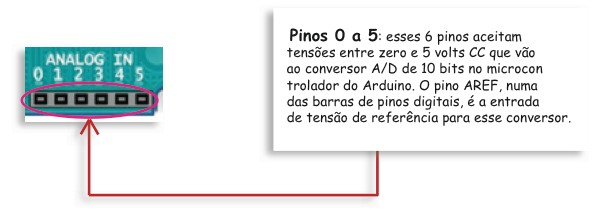 ANALOG IN
0 1 2 3 4 5
Pinos 0 a 5: esses 6 pinos aceitam
tensões entre zero e 5 volts CC que vão
ao conversor A/D de 10 bits no microcon
trolador do Arduino. O pino AREF, numa
das barras de pinos digitais, é a entrada
de tensão de referência para esse conversor.